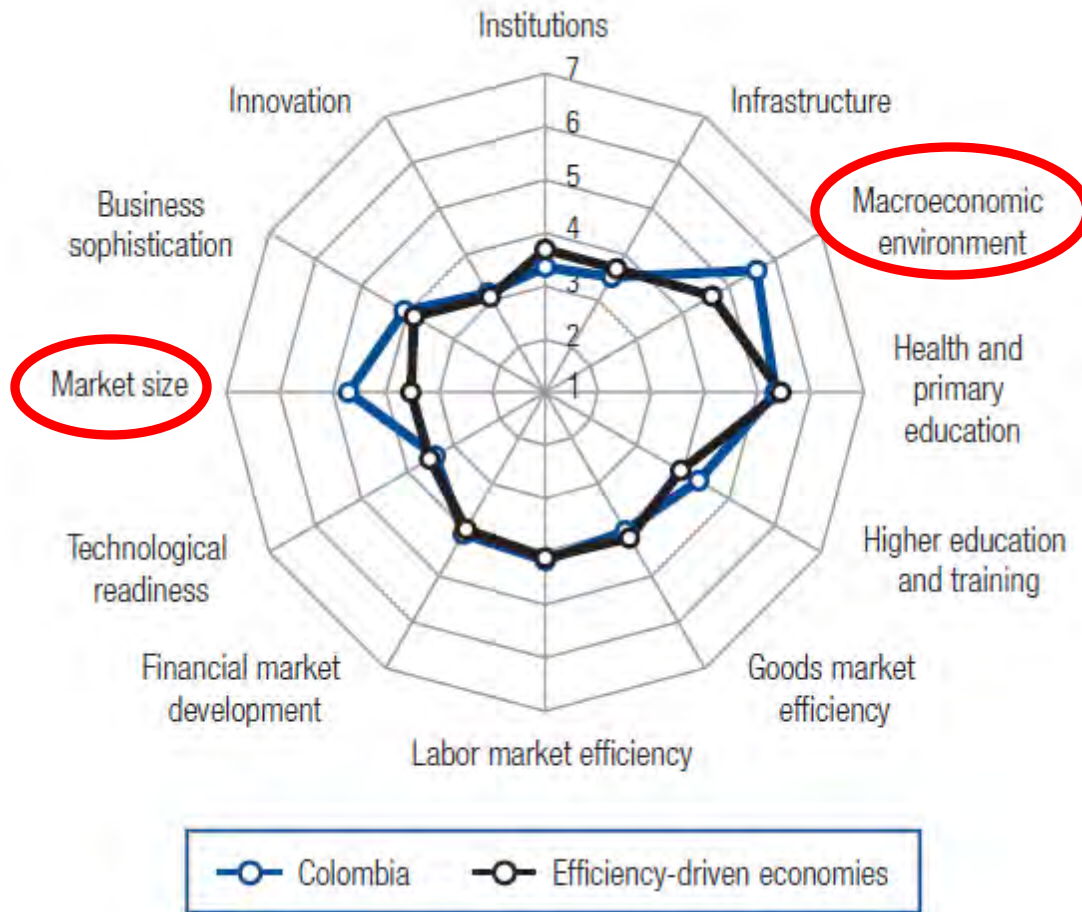 Institutions
7
6
5
4
3
2
1
Infrastructure
Macroeconomic
environment
Health and
primary
education
Higher education
and training
Goods market
efficiency
Labor market efficiency
Financial market
development
Technological
readiness
Market size
Business
sophistication
Innovation
Colombia
Efficiency-driven economies